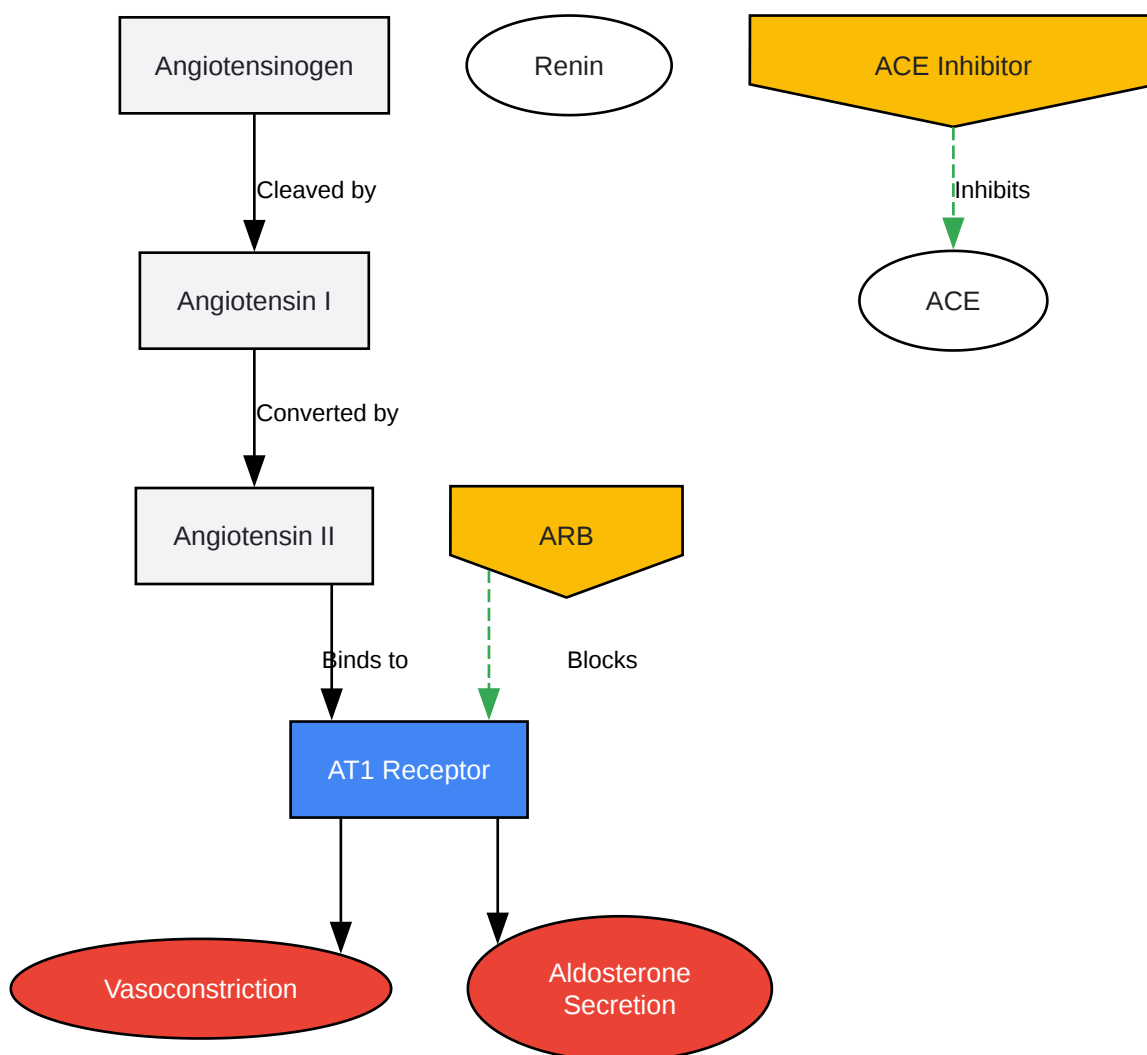 Angiotensinogen
Renin
ACE Inhibitor
Cleaved by
Inhibits
Angiotensin I
ACE
Converted by
Angiotensin II
ARB
Binds to
Blocks
AT1 Receptor
Vasoconstriction
Aldosterone
Secretion